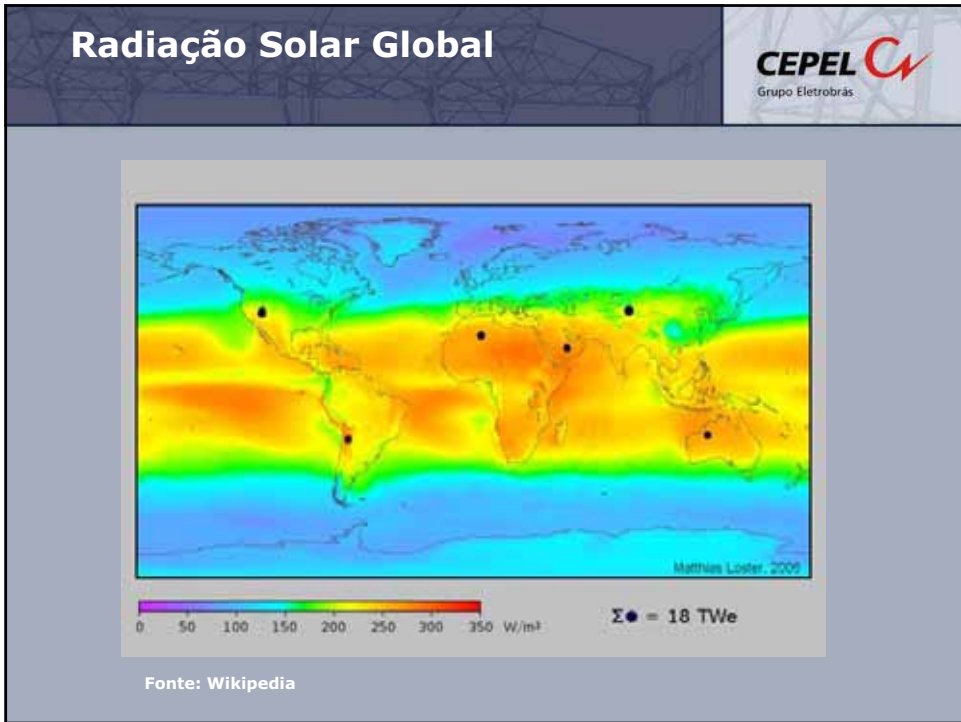 Radiação Solar Global
CEPEL
Grupo Eletrobrás
Matthias Loster, 2006
0 50 100 150 200 250 300 350 W/m²
Σ● = 18 TWe
Fonte: Wikipedia